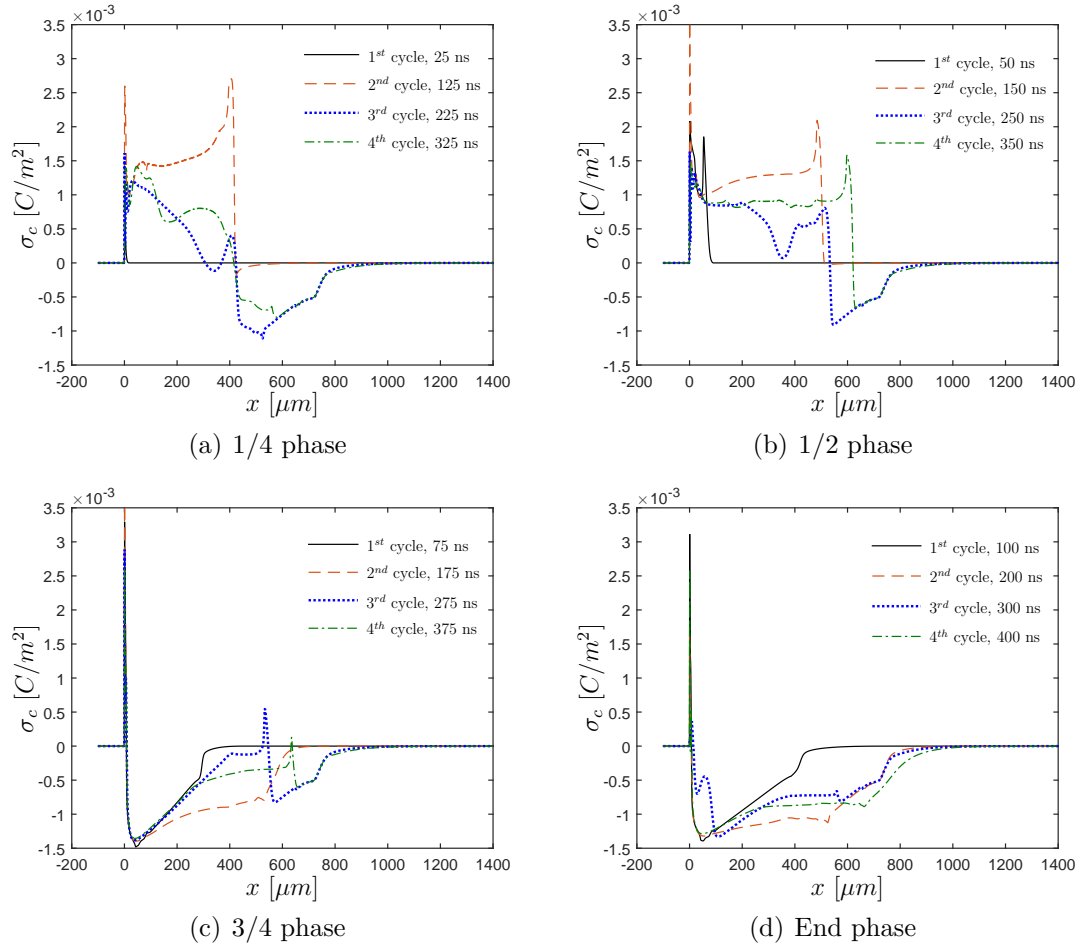 ×10⁻³
3.5
3
2.5
2
1.5
1
0.5
0
-0.5
-1
-1.5
σ_c [C/m²]
1ˢᵗ cycle, 25 ns
2ⁿᵈ cycle, 125 ns
3ʳᵈ cycle, 225 ns
4ᵗʰ cycle, 325 ns
-200 0 200 400 600 800 1000 1200 1400
x [μm]
(a) 1/4 phase
×10⁻³
3.5
3
2.5
2
1.5
1
0.5
0
-0.5
-1
-1.5
σ_c [C/m²]
1ˢᵗ cycle, 50 ns
2ⁿᵈ cycle, 150 ns
3ʳᵈ cycle, 250 ns
4ᵗʰ cycle, 350 ns
-200 0 200 400 600 800 1000 1200 1400
x [μm]
(b) 1/2 phase
×10⁻³
3.5
3
2.5
2
1.5
1
0.5
0
-0.5
-1
-1.5
σ_c [C/m²]
1ˢᵗ cycle, 75 ns
2ⁿᵈ cycle, 175 ns
3ʳᵈ cycle, 275 ns
4ᵗʰ cycle, 375 ns
-200 0 200 400 600 800 1000 1200 1400
x [μm]
(c) 3/4 phase
×10⁻³
3.5
3
2.5
2
1.5
1
0.5
0
-0.5
-1
-1.5
σ_c [C/m²]
1ˢᵗ cycle, 100 ns
2ⁿᵈ cycle, 200 ns
3ʳᵈ cycle, 300 ns
4ᵗʰ cycle, 400 ns
-200 0 200 400 600 800 1000 1200 1400
x [μm]
(d) End phase